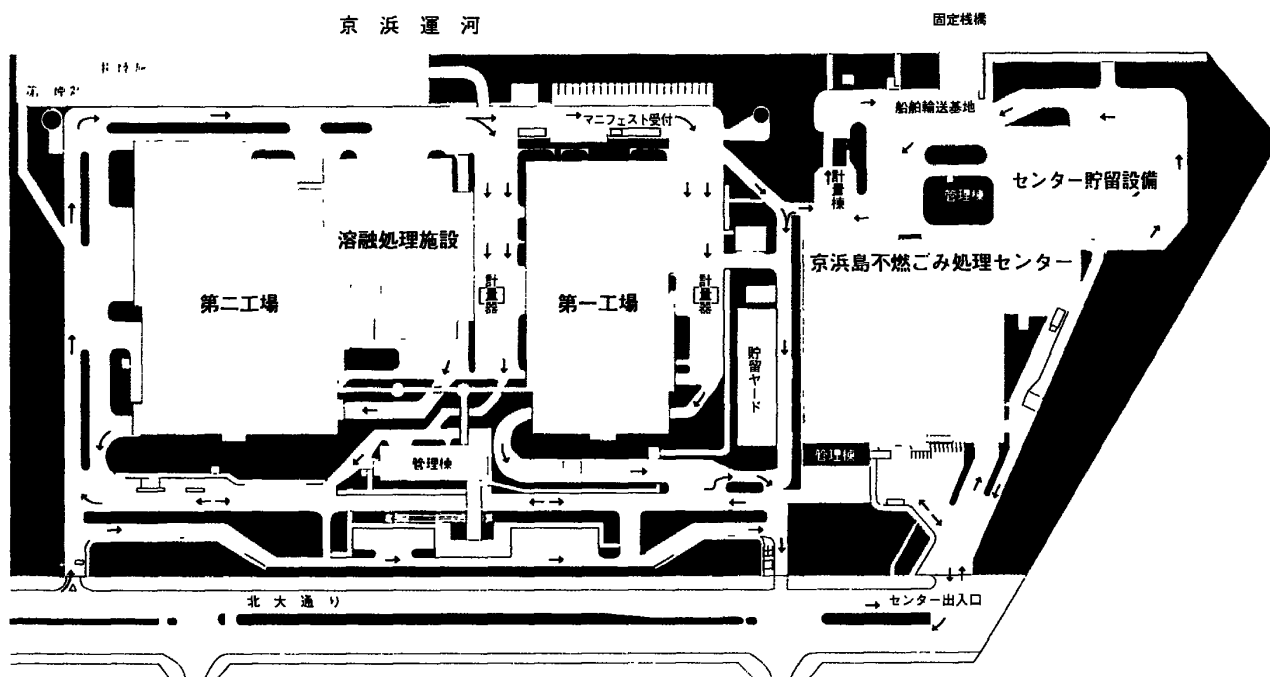 京浜運河
固定桟橋
船舶輸送基地
マニフェスト受付
計量棟
管理棟
センター貯留設備
溶融処理施設
京浜島不燃ごみ処理センター
計量器
計量器
第二工場
第一工場
貯留ヤード
管理棟
管理棟
出口
北大通り
センター出入口